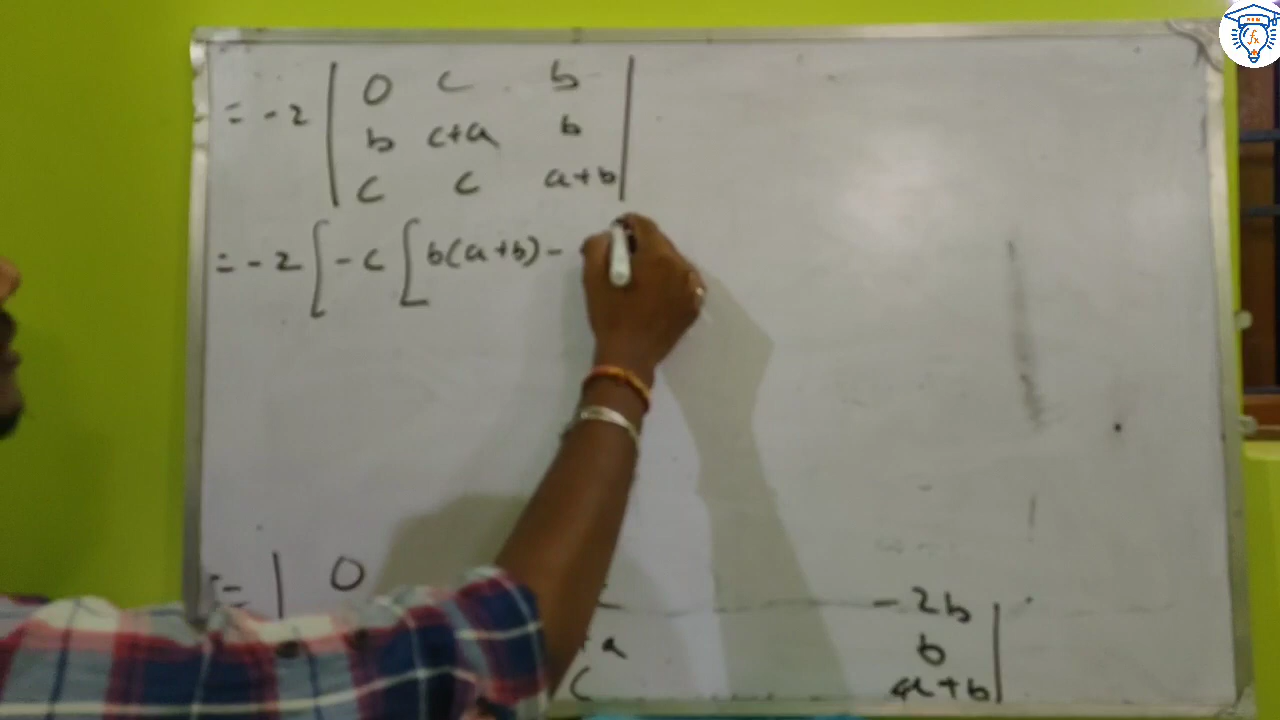 = -2 | 0 c b |
| b c+a b |
| c c a+b |
= -2 [ -c [ b(a+b) -
= | 0 -2b |
+a b |
c a+b |